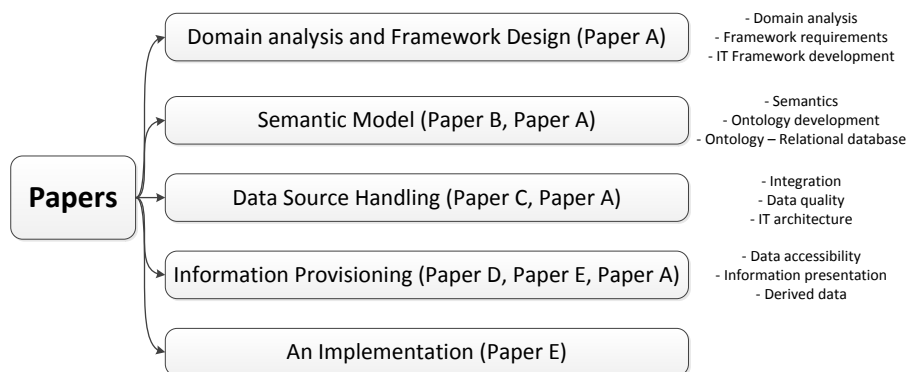 Papers
Domain analysis and Framework Design (Paper A)
- Domain analysis
- Framework requirements
- IT Framework development
Semantic Model (Paper B, Paper A)
- Semantics
- Ontology development
- Ontology – Relational database
Data Source Handling (Paper C, Paper A)
- Integration
- Data quality
- IT architecture
Information Provisioning (Paper D, Paper E, Paper A)
- Data accessibility
- Information presentation
- Derived data
An Implementation (Paper E)